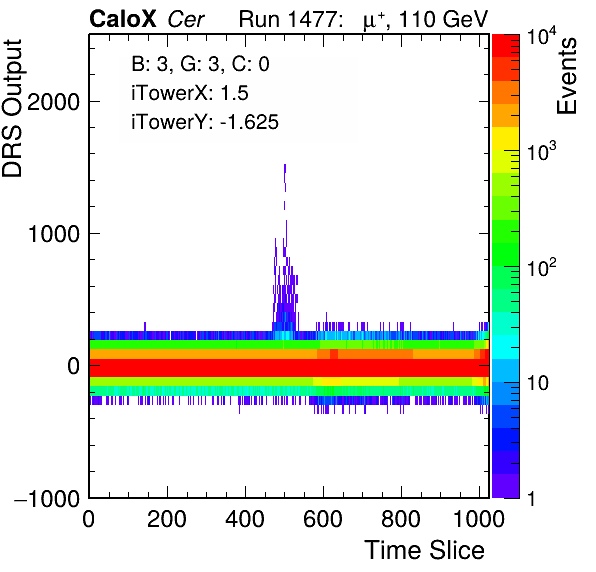 CaloX Cer Run 1477: μ⁺, 110 GeV
B: 3, G: 3, C: 0
iTowerX: 1.5
iTowerY: -1.625
DRS Output
2000
1000
0
−1000
0 200 400 600 800 1000
Time Slice
Events
10⁴
10³
10²
10
1